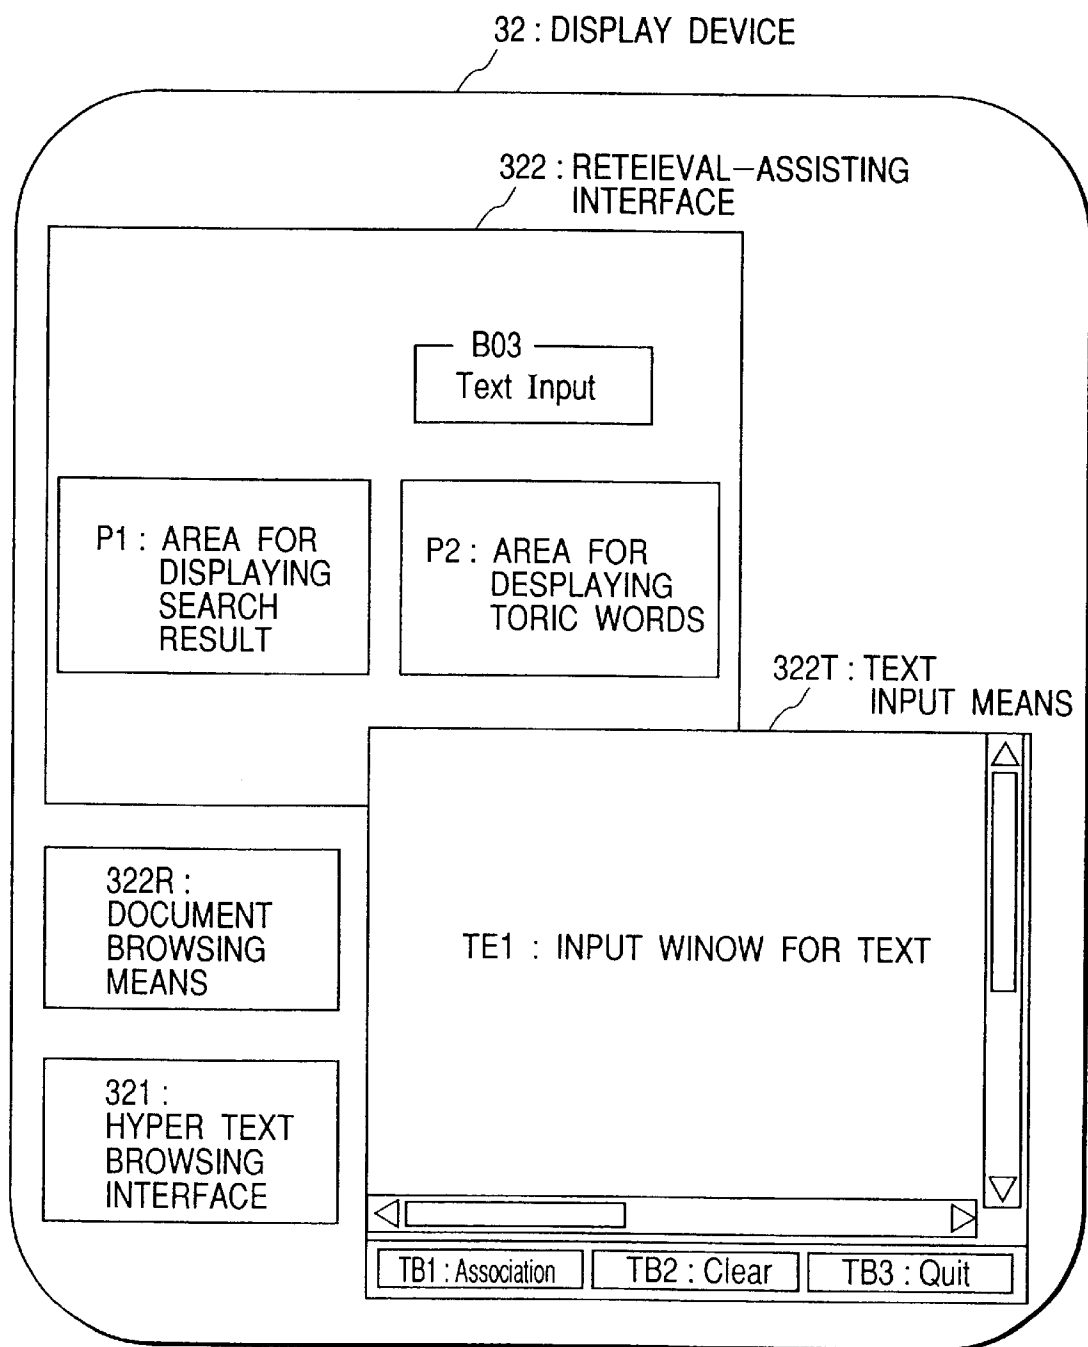 32 : DISPLAY DEVICE
322 : RETEIEVAL-ASSISTING
INTERFACE
B03
Text Input
P1 : AREA FOR
DISPLAYING
SEARCH
RESULT
P2 : AREA FOR
DESPLAYING
TORIC WORDS
322T : TEXT
INPUT MEANS
322R :
DOCUMENT
BROWSING
MEANS
TE1 : INPUT WINOW FOR TEXT
321 :
HYPER TEXT
BROWSING
INTERFACE
TB1 : Association
TB2 : Clear
TB3 : Quit